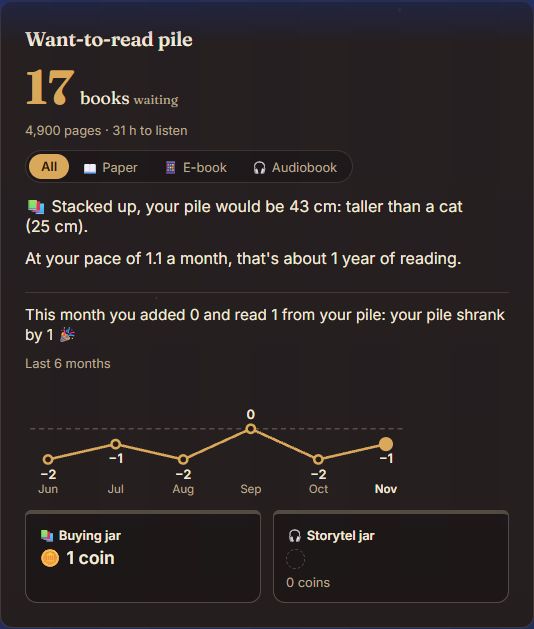 Want-to-read pile
17 books waiting
4,900 pages · 31 h to listen
All Paper E-book Audiobook
Stacked up, your pile would be 43 cm: taller than a cat
(25 cm).
At your pace of 1.1 a month, that's about 1 year of reading.
This month you added 0 and read 1 from your pile: your pile shrank
by 1
Last 6 months
0
−1 −1
−2 −2 −2
Jun Jul Aug Sep Oct Nov
Buying jar
1 coin
Storytel jar
0 coins